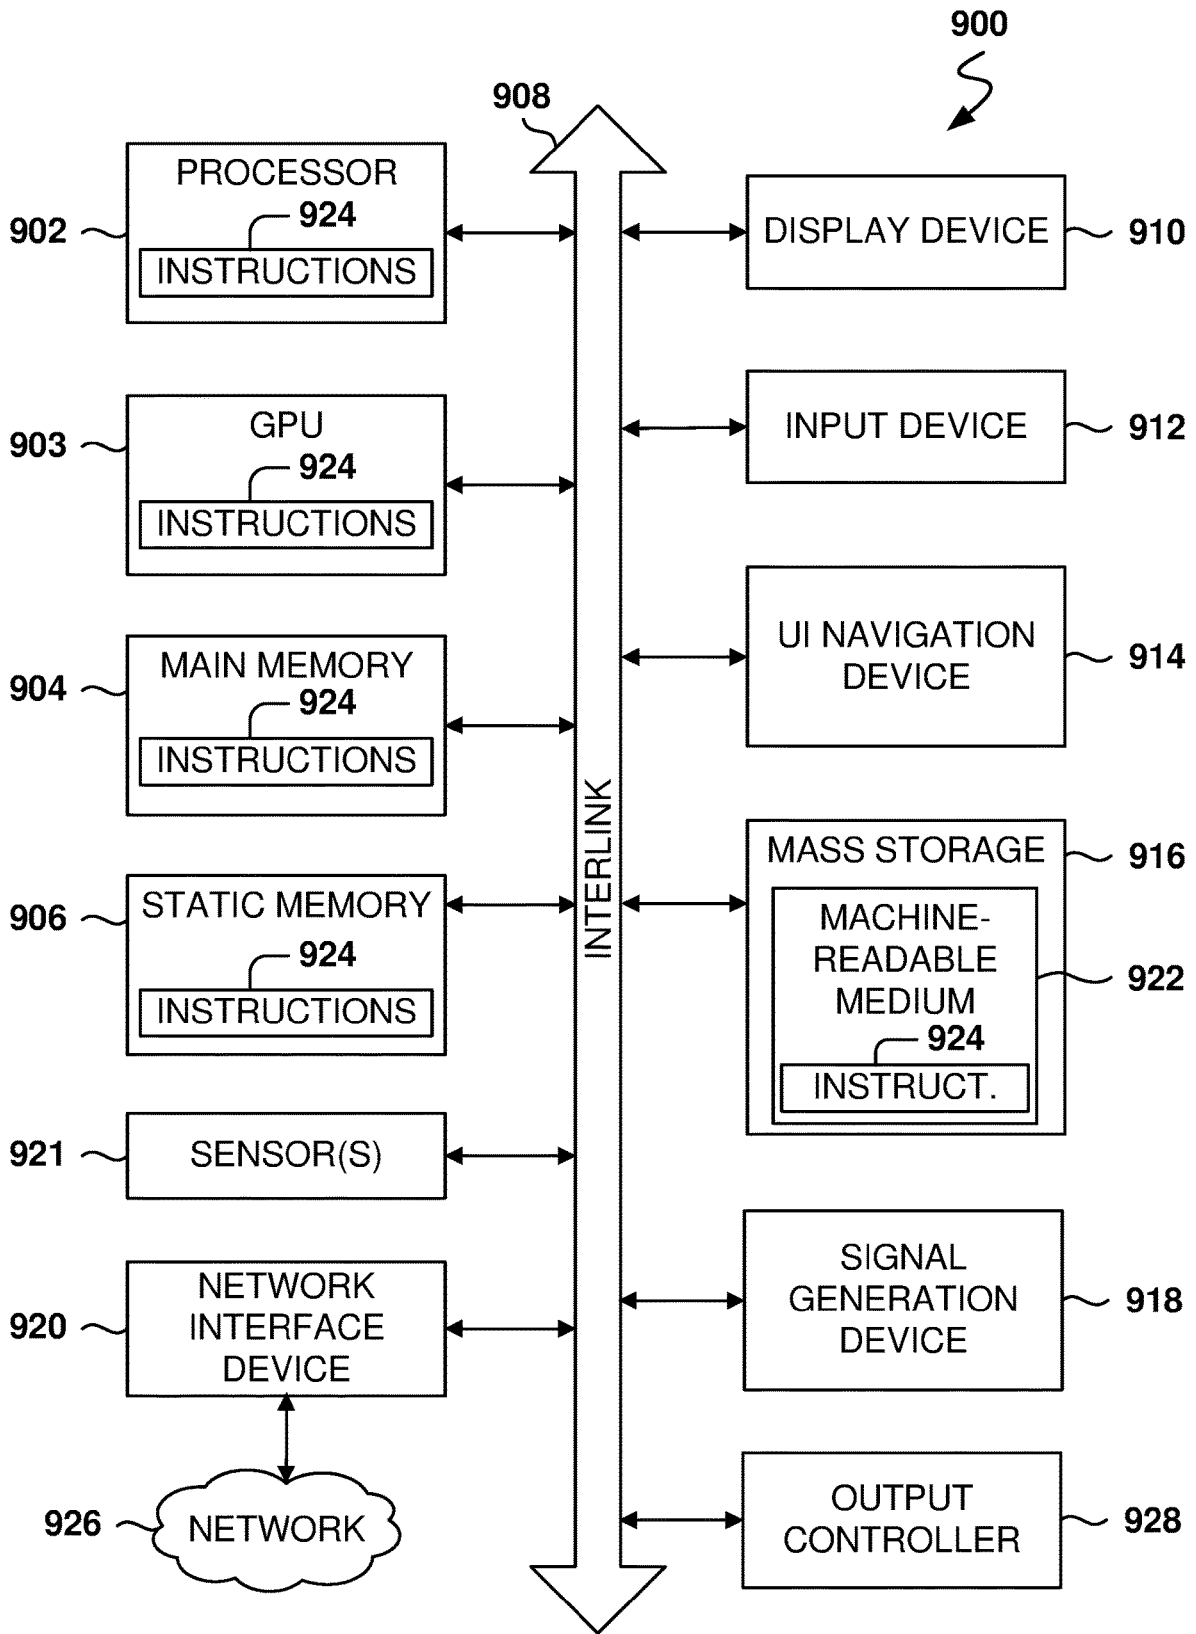 900
908
PROCESSOR
902
924
INSTRUCTIONS
GPU
903
924
INSTRUCTIONS
MAIN MEMORY
904
924
INSTRUCTIONS
STATIC MEMORY
906
924
INSTRUCTIONS
921
SENSOR(S)
NETWORK
INTERFACE
DEVICE
920
926
NETWORK
INTERLINK
DISPLAY DEVICE
910
INPUT DEVICE
912
UI NAVIGATION
DEVICE
914
MASS STORAGE
916
MACHINE-
READABLE
MEDIUM
922
924
INSTRUCT.
SIGNAL
GENERATION
DEVICE
918
OUTPUT
CONTROLLER
928